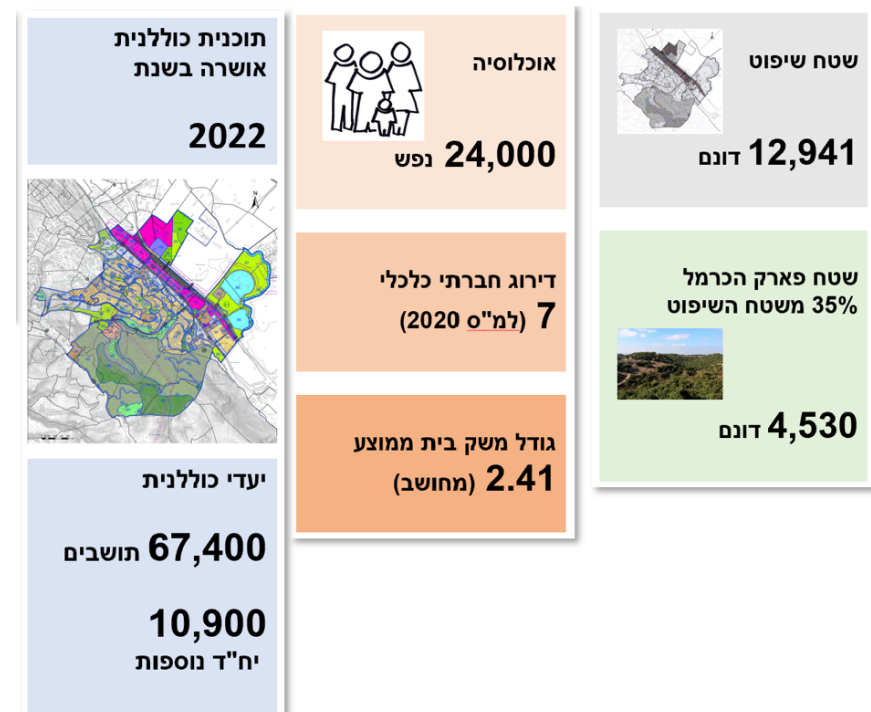 שטח שיפוט
12,941 דונם
שטח פארק הכרמל
35% משטח השיפוט
4,530 דונם
אוכלוסיה
24,000 נפש
דירוג חברתי כלכלי
7 (למ"ס 2020)
גודל משק בית ממוצע
2.41 (מחושב)
תוכנית כוללנית
אושרה בשנת
2022
יעדי כוללנית
67,400 תושבים
10,900
יח"ד נוספות